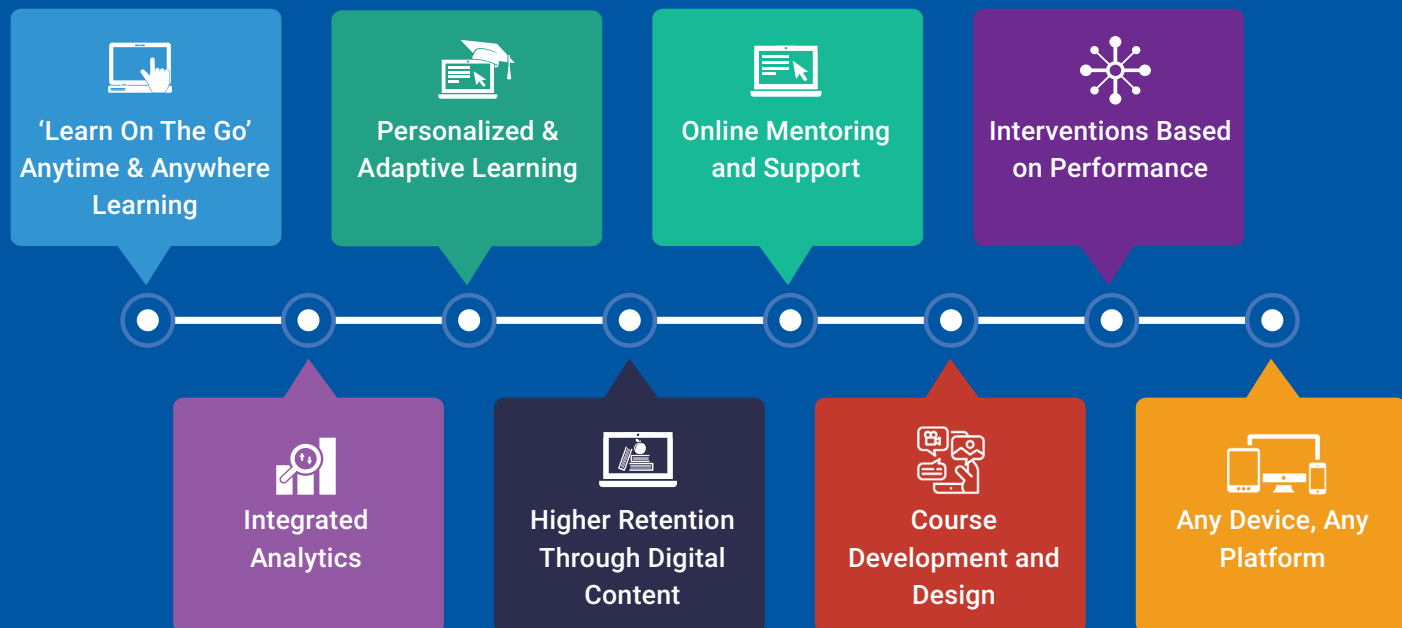 ‘Learn On The Go’
Anytime & Anywhere
Learning
Personalized &
Adaptive Learning
Online Mentoring
and Support
Interventions Based
on Performance
Integrated
Analytics
Higher Retention
Through Digital
Content
Course
Development and
Design
Any Device, Any
Platform